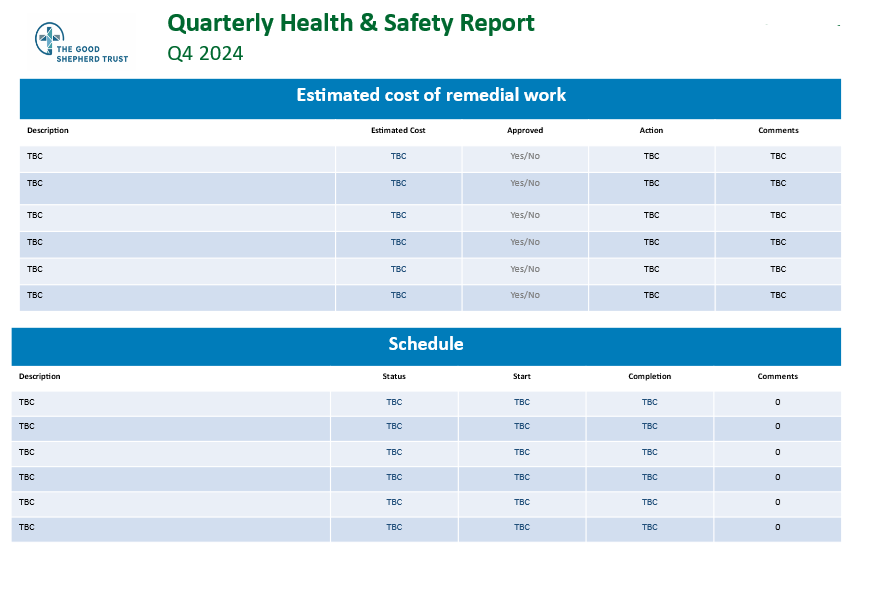 Quarterly Health & Safety Report
Q4 2024
THE GOOD
SHEPHERD TRUST
Estimated cost of remedial work
Description Estimated Cost Approved Action Comments
TBC TBC Yes/No TBC TBC
TBC TBC Yes/No TBC TBC
TBC TBC Yes/No TBC TBC
TBC TBC Yes/No TBC TBC
TBC TBC Yes/No TBC TBC
TBC TBC Yes/No TBC TBC
Schedule
Description Status Start Completion Comments
TBC TBC TBC TBC 0
TBC TBC TBC TBC 0
TBC TBC TBC TBC 0
TBC TBC TBC TBC 0
TBC TBC TBC TBC 0
TBC TBC TBC TBC 0